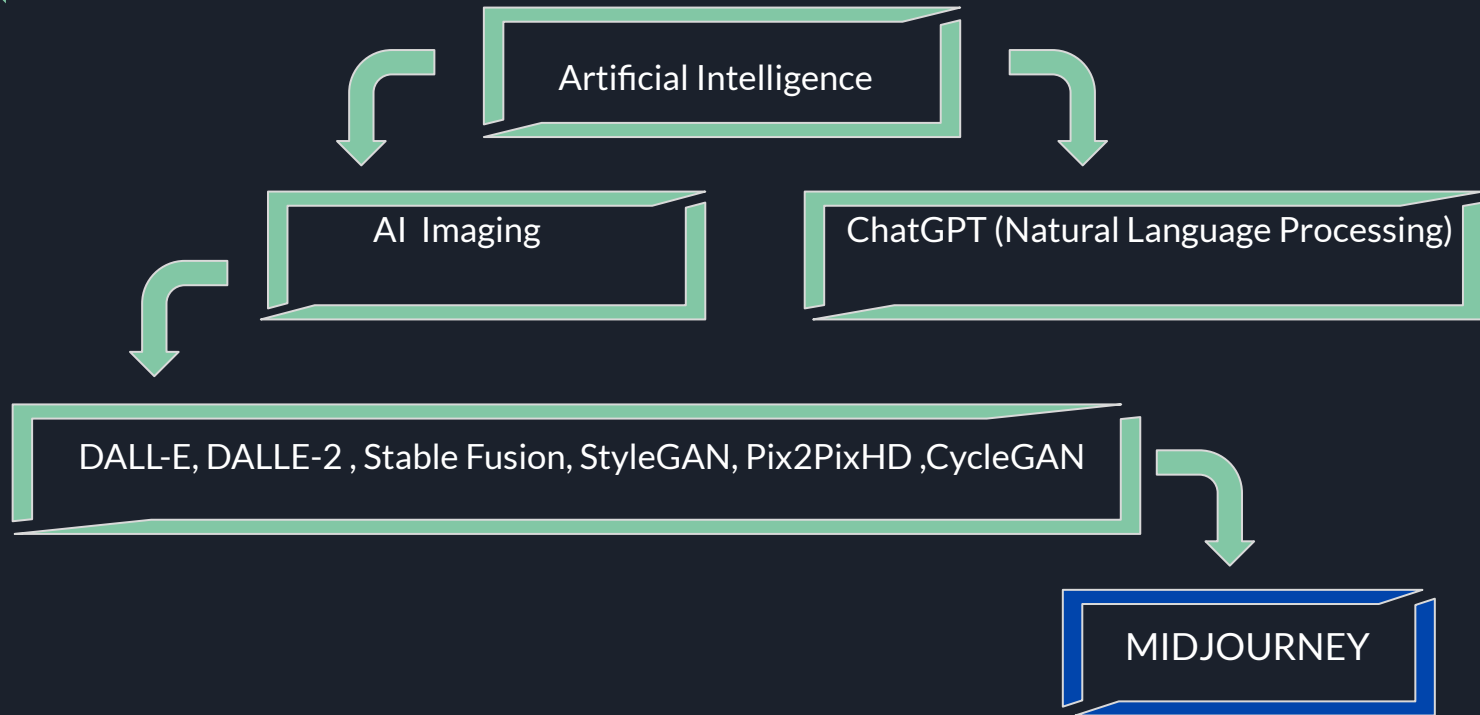 Artificial Intelligence
AI Imaging
ChatGPT (Natural Language Processing)
DALL-E, DALLE-2 , Stable Fusion, StyleGAN, Pix2PixHD ,CycleGAN
MIDJOURNEY